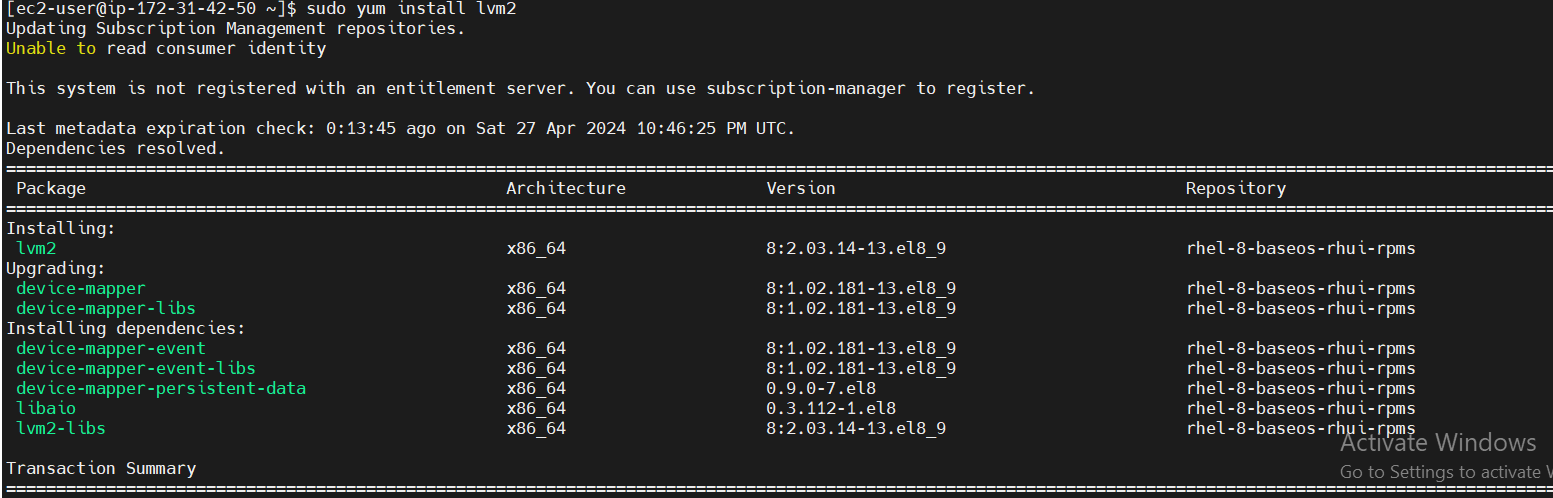 [ec2-user@ip-172-31-42-50 ~]$ sudo yum install lvm2
Updating Subscription Management repositories.
Unable to read consumer identity
This system is not registered with an entitlement server. You can use subscription-manager to register.
Last metadata expiration check: 0:13:45 ago on Sat 27 Apr 2024 10:46:25 PM UTC.
Dependencies resolved.
Package Architecture Version Repository
Installing:
lvm2 x86_64 8:2.03.14-13.el8_9 rhel-8-baseos-rhui-rpms
Upgrading:
device-mapper x86_64 8:1.02.181-13.el8_9 rhel-8-baseos-rhui-rpms
device-mapper-libs x86_64 8:1.02.181-13.el8_9 rhel-8-baseos-rhui-rpms
Installing dependencies:
device-mapper-event x86_64 8:1.02.181-13.el8_9 rhel-8-baseos-rhui-rpms
device-mapper-event-libs x86_64 8:1.02.181-13.el8_9 rhel-8-baseos-rhui-rpms
device-mapper-persistent-data x86_64 0.9.0-7.el8 rhel-8-baseos-rhui-rpms
libaio x86_64 0.3.112-1.el8 rhel-8-baseos-rhui-rpms
lvm2-libs x86_64 8:2.03.14-13.el8_9 rhel-8-baseos-rhui-rpms
Transaction Summary
Activate Windows
Go to Settings to activate